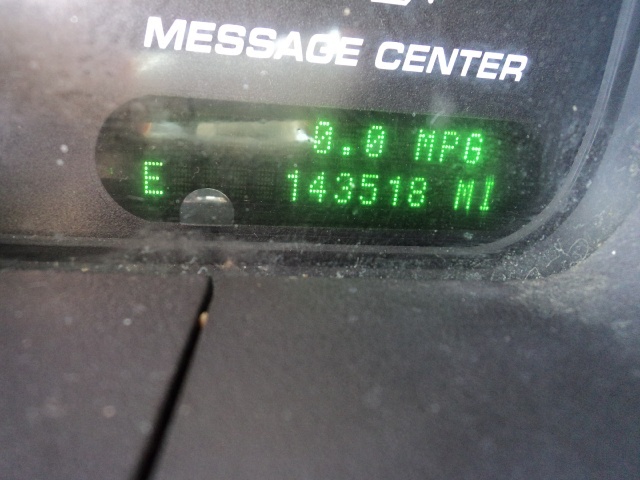 MESSAGE CENTER
0.0 MPG
E 143518 MI